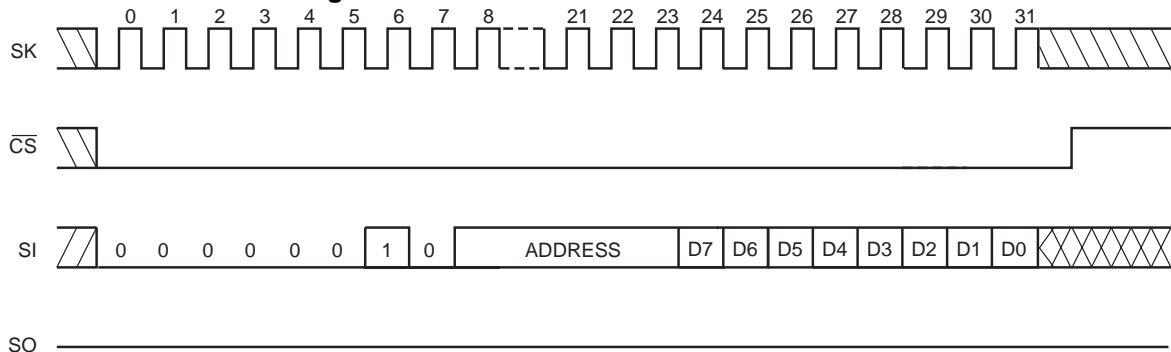 0 1 2 3 4 5 6 7 8 21 22 23 24 25 26 27 28 29 30 31
SK
CS
SI 0 0 0 0 0 0 1 0 ADDRESS D7 D6 D5 D4 D3 D2 D1 D0
SO